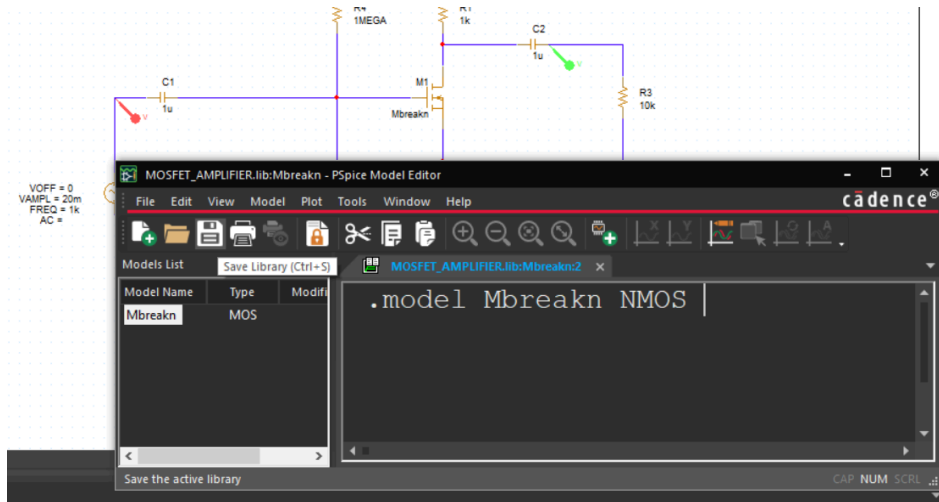 R4
1MEGA
R1
1k
C2
1u
C1
1u
M1
Mbreakn
R3
10k
V
V
VOFF = 0
VAMPL = 20m
FREQ = 1k
AC =
MOSFET_AMPLIFIER.lib:Mbreakn - PSpice Model Editor
File Edit View Model Plot Tools Window Help
cādence®
Models List
Save Library (Ctrl+S)
MOSFET_AMPLIFIER.lib:Mbreakn:2 ×
Model Name Type Modifi
Mbreakn MOS
.model Mbreakn NMOS
Save the active library
CAP NUM SCRL